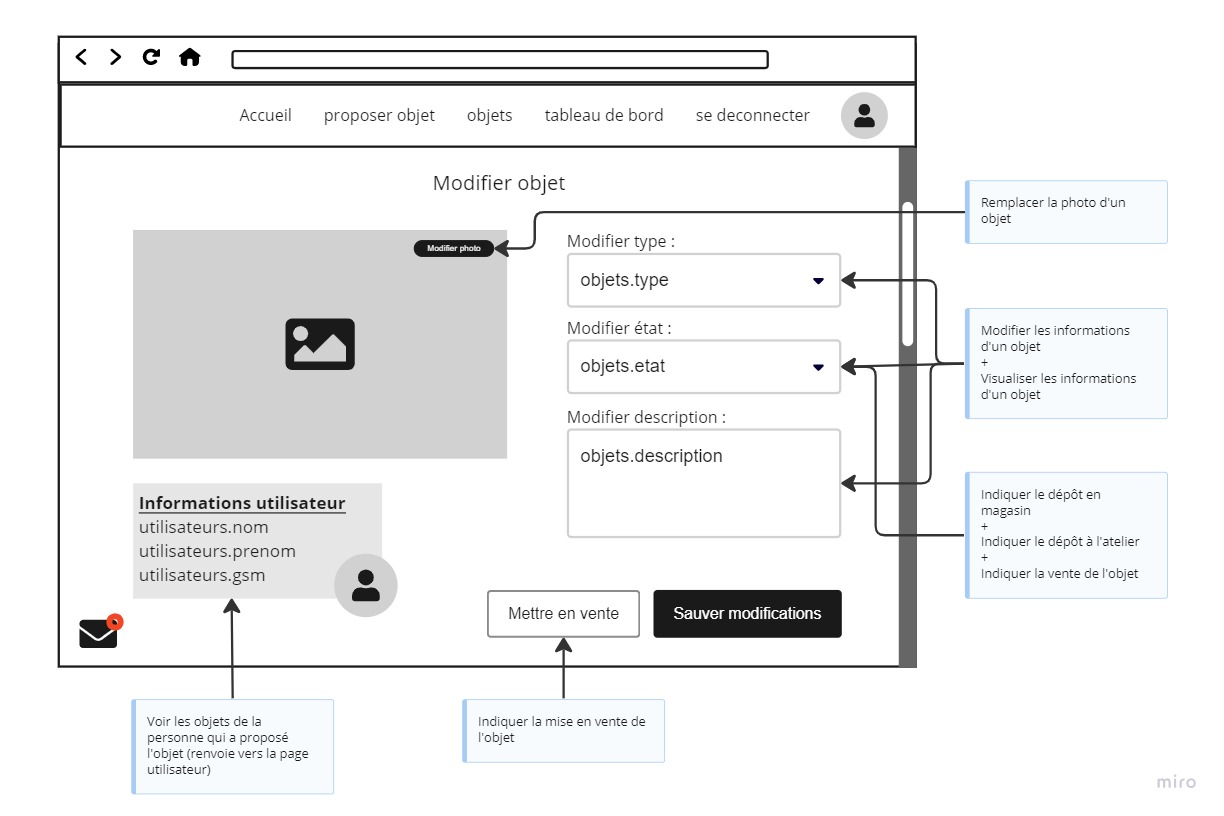 Accueil proposer objet objets tableau de bord se deconnecter
Modifier objet
Modifier photo
Modifier type :
objets.type
Modifier état :
objets.etat
Modifier description :
objets.description
Informations utilisateur
utilisateurs.nom
utilisateurs.prenom
utilisateurs.gsm
Mettre en vente
Sauver modifications
Remplacer la photo d'un
objet
Modifier les informations
d'un objet
+
Visualiser les informations
d'un objet
Indiquer le dépôt en
magasin
+
Indiquer le dépôt à l'atelier
+
Indiquer la vente de l'objet
Voir les objets de la
personne qui a proposé
l'objet (renvoie vers la page
utilisateur)
Indiquer la mise en vente de
l'objet
miro